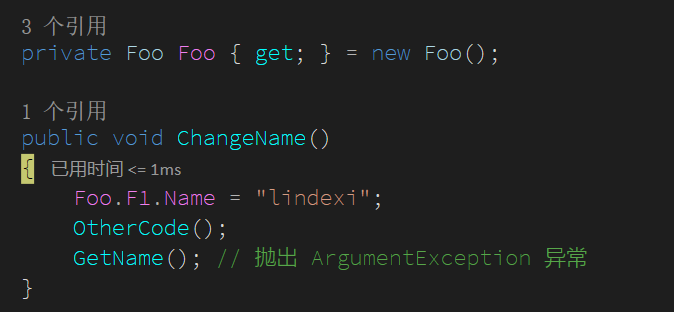 3 个引用
private Foo Foo { get; } = new Foo();
1 个引用
public void ChangeName()
{ 已用时间 <= 1ms
Foo.F1.Name = "lindexi";
OtherCode();
GetName(); // 抛出 ArgumentException 异常
}